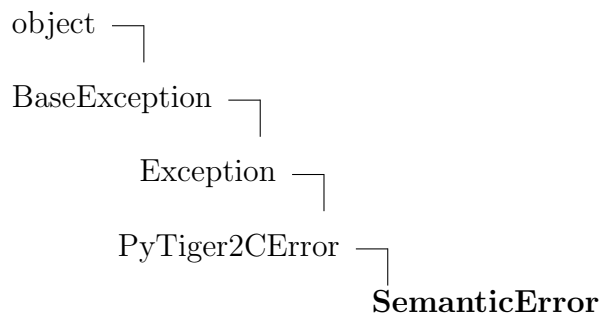 object
BaseException
Exception
PyTiger2CError
SemanticError